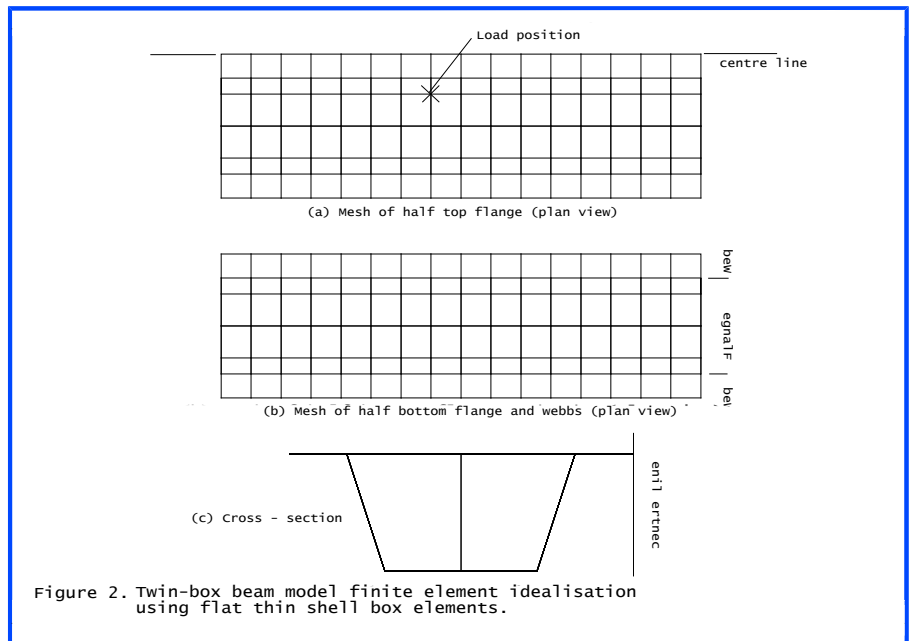 Load position
centre line
(a) Mesh of half top flange (plan view)
bew
egnalF
bew
(b) Mesh of half bottom flange and webbs (plan view)
enil ertnec
(c) Cross - section
Figure 2. Twin-box beam model finite element idealisation
using flat thin shell box elements.